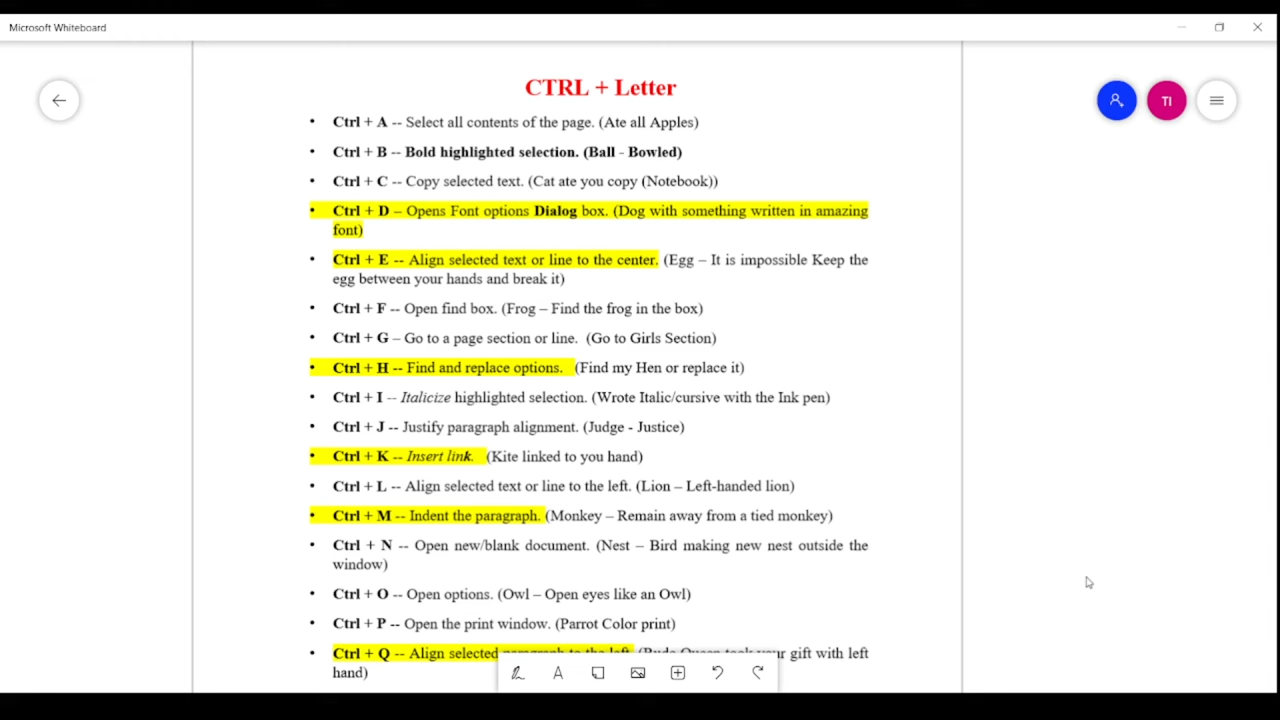 Microsoft Whiteboard
CTRL + Letter
TI
• Ctrl + A -- Select all contents of the page. (Ate all Apples)
• Ctrl + B -- Bold highlighted selection. (Ball - Bowled)
• Ctrl + C -- Copy selected text. (Cat ate you copy (Notebook))
• Ctrl + D – Opens Font options Dialog box. (Dog with something written in amazing
font)
• Ctrl + E -- Align selected text or line to the center. (Egg – It is impossible Keep the
egg between your hands and break it)
• Ctrl + F -- Open find box. (Frog – Find the frog in the box)
• Ctrl + G – Go to a page section or line. (Go to Girls Section)
• Ctrl + H -- Find and replace options. (Find my Hen or replace it)
• Ctrl + I -- Italicize highlighted selection. (Wrote Italic/cursive with the Ink pen)
• Ctrl + J -- Justify paragraph alignment. (Judge - Justice)
• Ctrl + K -- Insert link. (Kite linked to you hand)
• Ctrl + L -- Align selected text or line to the left. (Lion – Left-handed lion)
• Ctrl + M -- Indent the paragraph. (Monkey – Remain away from a tied monkey)
• Ctrl + N -- Open new/blank document. (Nest – Bird making new nest outside the
window)
• Ctrl + O -- Open options. (Owl – Open eyes like an Owl)
• Ctrl + P -- Open the print window. (Parrot Color print)
• Ctrl + Q -- Align selected paragraph to the left. (Rude Queen took your gift with left
hand)